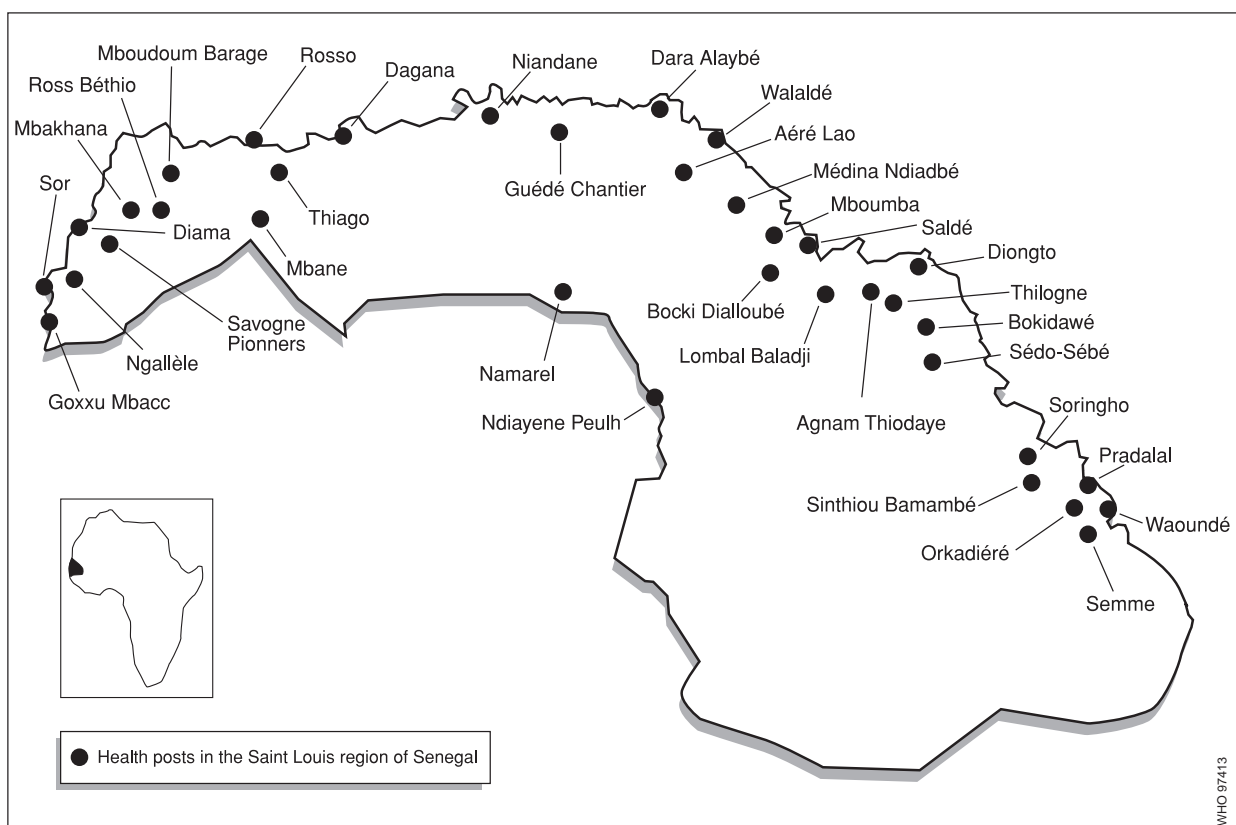 Mboudoum Barage
Rosso
Dagana
Niandane
Dara Alaybé
Ross Béthio
Walaldé
Mbakhana
Aéré Lao
Sor
Guédé Chantier
Médina Ndiadbé
Thiago
Mboumba
Diama
Saldé
Mbane
Diongto
Bocki Dialloubé
Thilogne
Savogne
Pionners
Bokidawé
Lombal Baladji
Ngallèle
Sédo-Sébé
Namarel
Goxxu Mbacc
Ndiayene Peulh
Agnam Thiodaye
Soringho
Pradalal
Sinthiou Bamambé
Waoundé
Orkadiéré
Semme
Health posts in the Saint Louis region of Senegal
WHO 97413